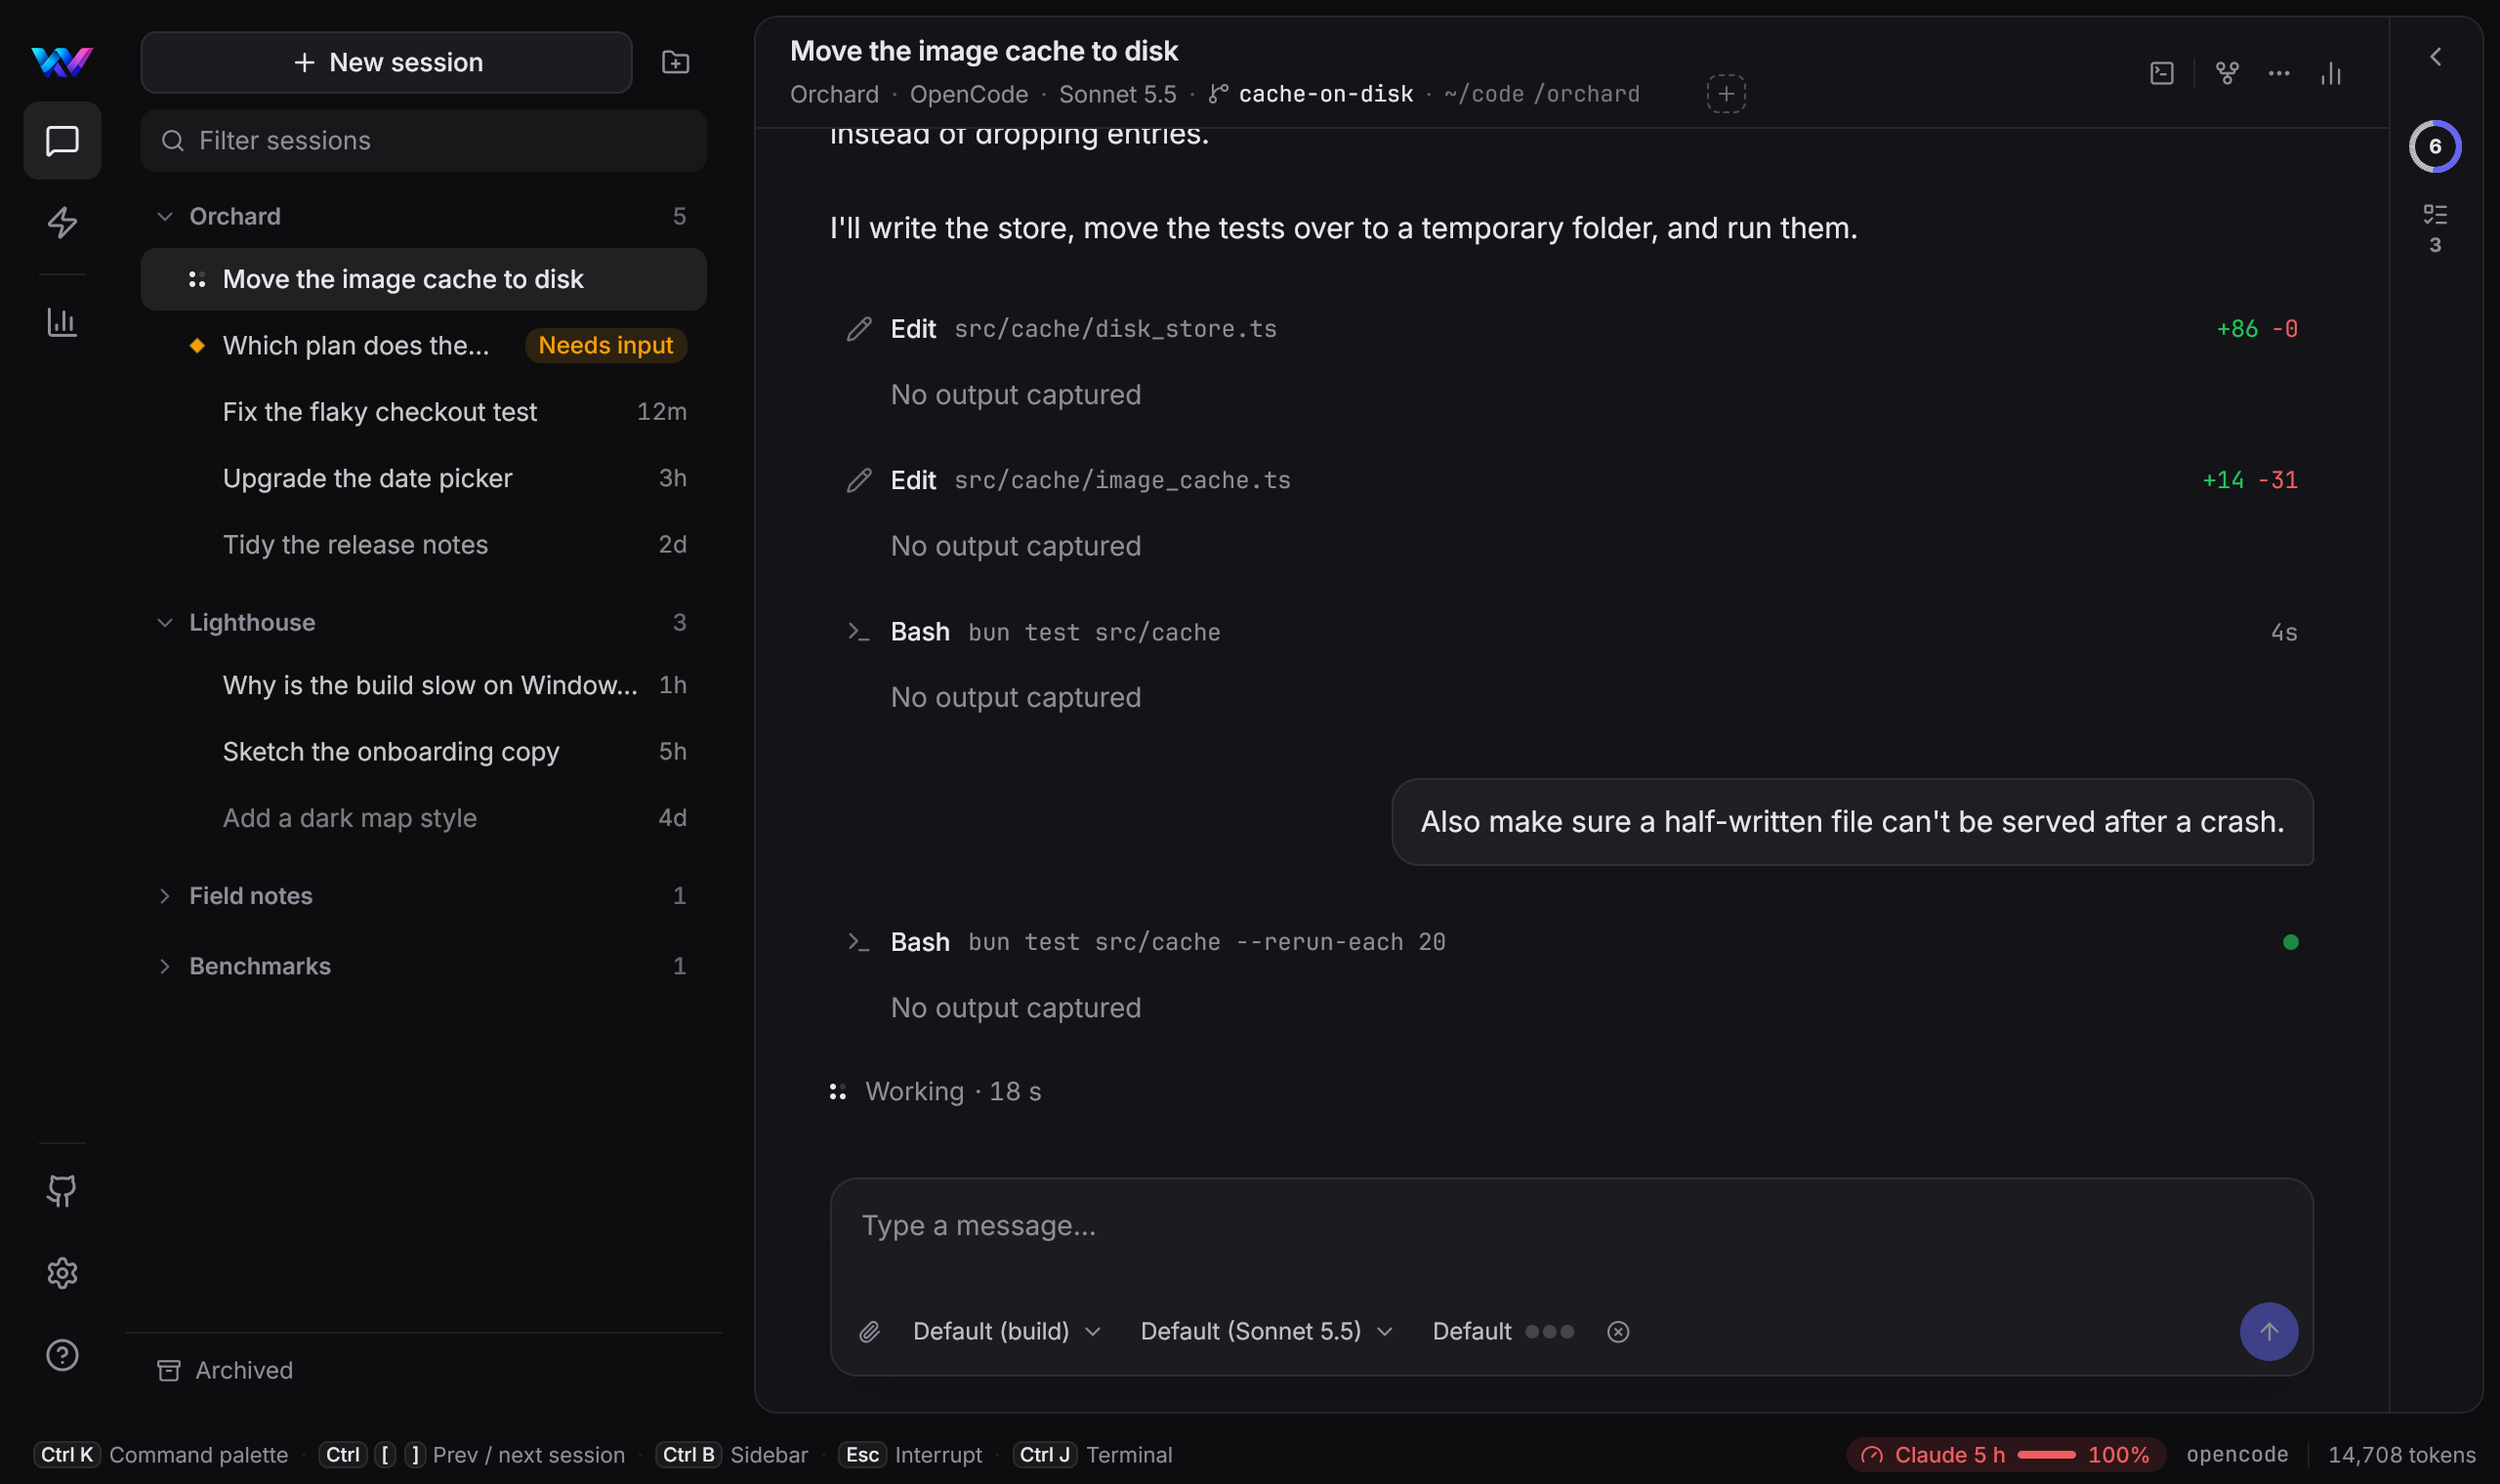 New session
Filter sessions
Orchard 5
Move the image cache to disk
Which plan does the... Needs input
Fix the flaky checkout test 12m
Upgrade the date picker 3h
Tidy the release notes 2d
Lighthouse 3
Why is the build slow on Window... 1h
Sketch the onboarding copy 5h
Add a dark map style 4d
Field notes 1
Benchmarks 1
Archived
Move the image cache to disk
Orchard · OpenCode · Sonnet 5.5 · cache-on-disk · ~/code /orchard
instead of dropping entries.
I'll write the store, move the tests over to a temporary folder, and run them.
Edit src/cache/disk_store.ts +86 -0
No output captured
Edit src/cache/image_cache.ts +14 -31
No output captured
Bash bun test src/cache 4s
No output captured
Also make sure a half-written file can't be served after a crash.
Bash bun test src/cache --rerun-each 20
No output captured
Working · 18 s
Type a message...
Default (build) Default (Sonnet 5.5) Default
6
3
Ctrl K Command palette · Ctrl [ ] Prev / next session · Ctrl B Sidebar · Esc Interrupt · Ctrl J Terminal
Claude 5 h 100% opencode 14,708 tokens